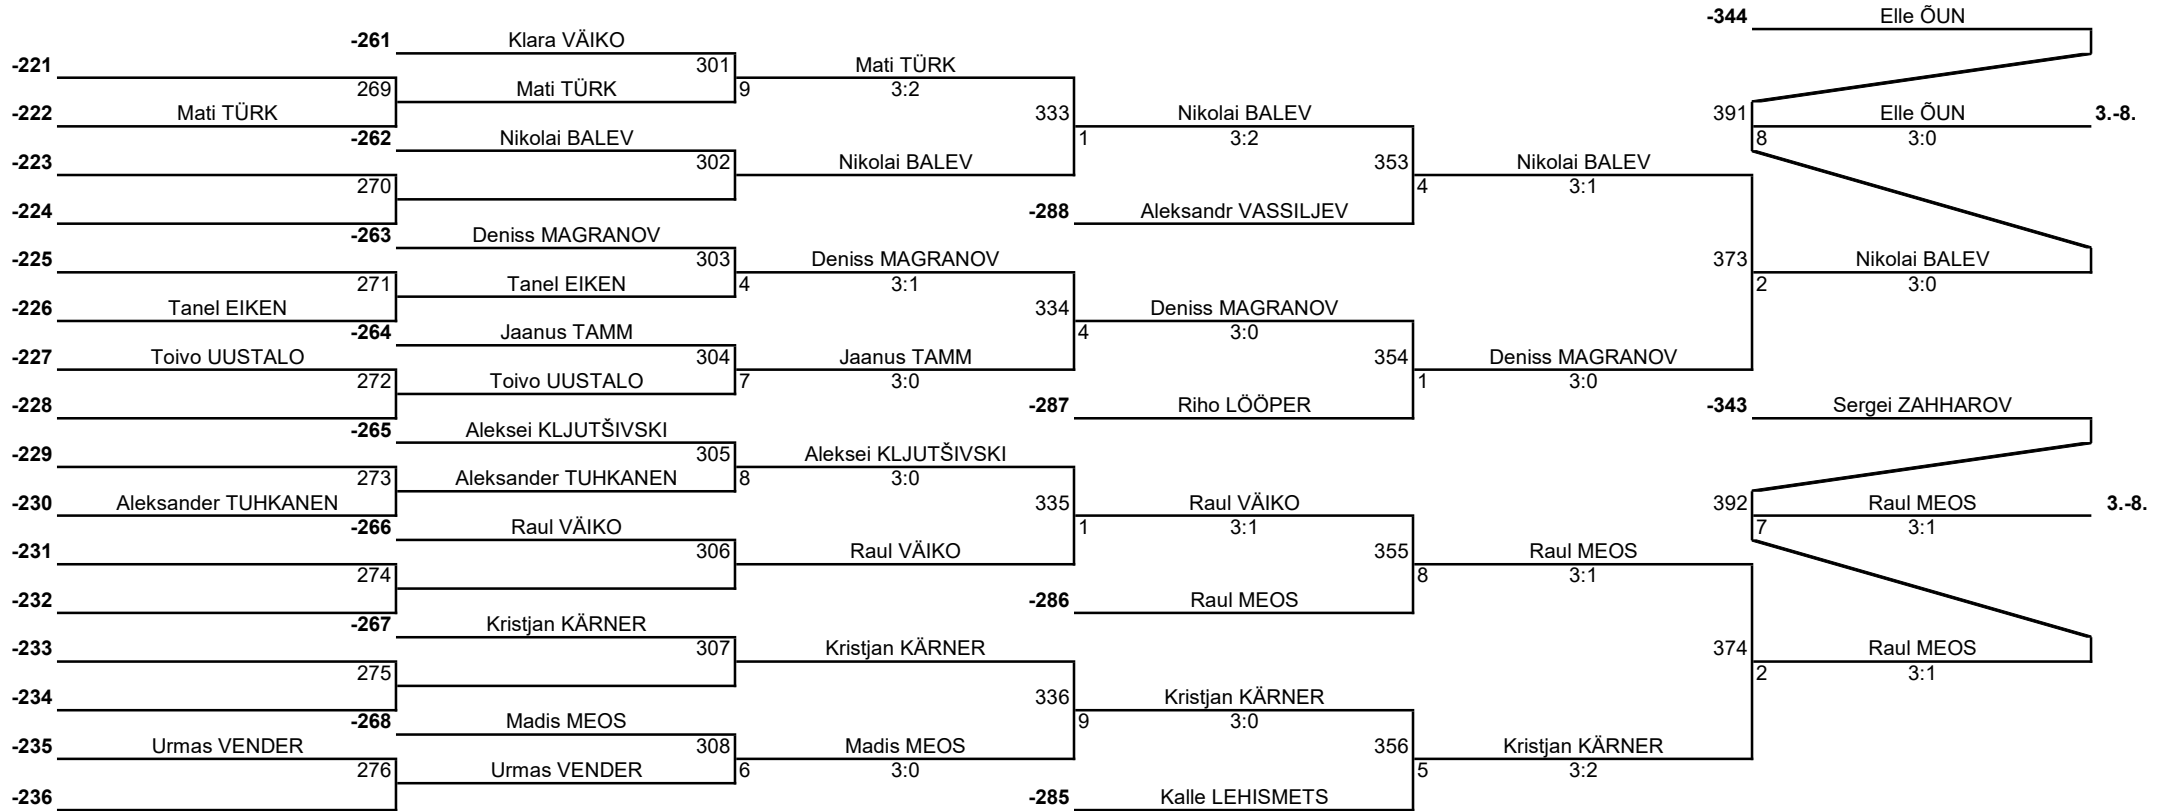 -344 Elle ÕUN
-261 Klara VÄIKO
-221 301 Mati TÜRK
269 Mati TÜRK 9 3:2
-222 Mati TÜRK 333 Nikolai BALEV 391 Elle ÕUN 3.-8.
-262 Nikolai BALEV 1 3:2 8 3:0
-223 302 Nikolai BALEV 353 Nikolai BALEV
270 4 3:1
-224 -288 Aleksandr VASSILJEV
-263 Deniss MAGRANOV
-225 303 Deniss MAGRANOV 373 Nikolai BALEV
271 Tanel EIKEN 4 3:1 2 3:0
-226 Tanel EIKEN 334 Deniss MAGRANOV
-264 Jaanus TAMM 4 3:0
-227 Toivo UUSTALO 304 Jaanus TAMM 354 Deniss MAGRANOV
272 Toivo UUSTALO 7 3:0 1 3:0
-228 -287 Riho LÖÖPER -343 Sergei ZAHHAROV
-265 Aleksei KLJUTŠIVSKI
-229 305 Aleksei KLJUTŠIVSKI
273 Aleksander TUHKANEN 8 3:0
-230 Aleksander TUHKANEN 335 Raul VÄIKO 392 Raul MEOS 3.-8.
-266 Raul VÄIKO 1 3:1 7 3:1
-231 306 Raul VÄIKO 355 Raul MEOS
274 8 3:1
-232 -286 Raul MEOS
-267 Kristjan KÄRNER
-233 307 Kristjan KÄRNER 374 Raul MEOS
275 2 3:1
-234 336 Kristjan KÄRNER
-268 Madis MEOS 9 3:0
-235 Urmas VENDER 308 Madis MEOS 356 Kristjan KÄRNER
276 Urmas VENDER 6 3:0 5 3:2
-236 -285 Kalle LEHISMETS